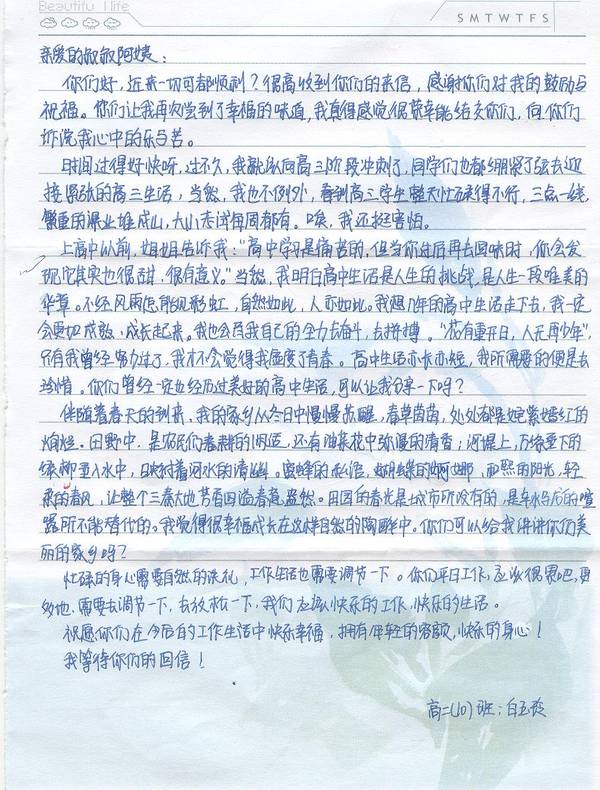 Beautiful life
S M T W T F S
亲爱的叔叔阿姨：
你们好，近来一切可都顺利？很高收到你们的来信，感谢你们对我的鼓励与
祝福。你们让我再次尝到了幸福的味道，我真得感觉很荣幸能结交你们，向你们
诉说我心中的乐与苦。
时间过得好快呀，过不久，我就纵向高三阶段冲刺了，同学们也都绷紧了弦去迎
接紧张的高三生活，当然，我也不例外，看到高三学生整天忙碌得不行，三点一线，
繁重的课业堆成山，大小考试每周都有。唉，我还挺害怕。
上高中以前，姐姐告诉我："高中学习是痛苦的，但当你过后再去回味时，你会发
现它其实也很甜，很有意义。"当然，我明白高中生活是人生的挑战，是人生一段唯美的
华章。不经风雨怎能现彩虹，自然如此，人亦如此。我想几年的高中生活走下去，我一定
会更加成熟，成长起来。我也会尽我自己的全力去奋斗，去拼搏。"花有重开日，人无再少年"，
只有我曾经努力过了，我才不会觉得我虚度了青春。高中生活亦长亦短，我所需要的便是去
珍惜。你们曾经一定也经历过美好的高中生活，可以让我分享一下吗？
伴随着春天的到来，我的家乡从冬日中慢慢苏醒，春草茵茵，处处都是姹紫嫣红的
灿烂。田野中，是农民们春耕的，还有油菜花中弥漫的清香；河堤上，万绦垂下的
绿柳垂入水中，映衬着河水的清幽。蜜蜂的私语，蝴蝶的婀娜，和熙的阳光，轻
柔的春风，让整个三秦大地芳香四溢春意盎然。田园的春光是城市所没有的，是车水马龙的喧
嚣所不能替代的。我觉得很幸福成长在这样自然的陶醉中。你们可以给我讲讲你们美
丽的家乡吗？
忙碌的身心需要自然的洗礼，工作生活也需要调节一下。你们平日工作，应该很累吧，更
多地，需要去调节一下，去放松一下，我们应该快乐的工作，快乐的生活。
祝愿你们在今后的工作生活中快乐幸福，拥有年轻的容颜，快乐的身心！
我等待你们的回信！
高二(10)班：白玉